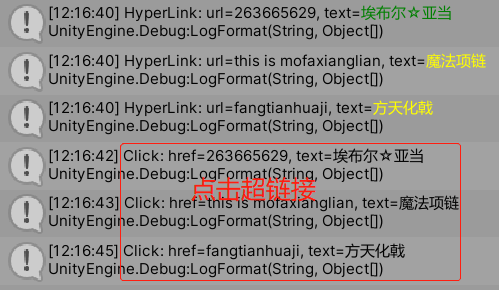 [12:16:40] HyperLink: url=263665629, text=埃布尔☆亚当
UnityEngine.Debug:LogFormat(String, Object[])
[12:16:40] HyperLink: url=this is mofaxianglian, text=魔法项链
UnityEngine.Debug:LogFormat(String, Object[])
[12:16:40] HyperLink: url=fangtianhuaji, text=方天化戟
UnityEngine.Debug:LogFormat(String, Object[])
[12:16:42] Click: href=263665629, text=埃布尔☆亚当
UnityEngine.Debug:LogFormat(String, Object[])
点击超链接
[12:16:43] Click: href=this is mofaxianglian, text=魔法项链
UnityEngine.Debug:LogFormat(String, Object[])
[12:16:45] Click: href=fangtianhuaji, text=方天化戟
UnityEngine.Debug:LogFormat(String, Object[])